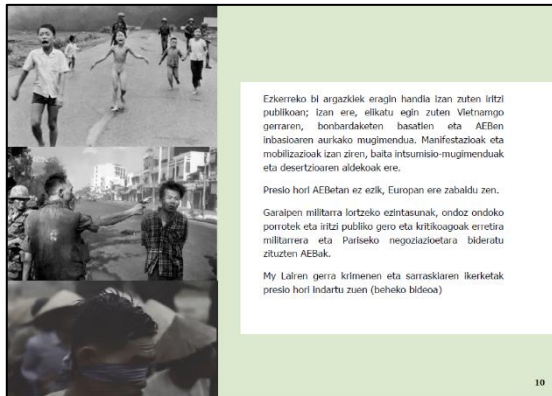 Ezkerreko bi argazkiek eragin handia izan zuten iritzi
publikoan; izan ere, elikatu egin zuten Vietnamgo
gerraren, bonbardaketen basatien eta AEBen
inbasioaren aurkako mugimendua. Manifestazioak eta
mobilizazioak izan ziren, baita intsumisio-mugimenduak
eta desertzioaren aldekoak ere.
Presio hori AEBetan ez ezik, Europan ere zabaldu zen.
Garaipen militarra lortzeko ezintasunak, ondoz ondoko
porrotek eta iritzi publiko gero eta kritikoagoak erretira
militarrera eta Pariseko negoziazioetara bideratu
zituzten AEBak.
My Lairen gerra krimenen eta sarraskiaren ikerketak
presio hori indartu zuen (beheko bideoa)
10